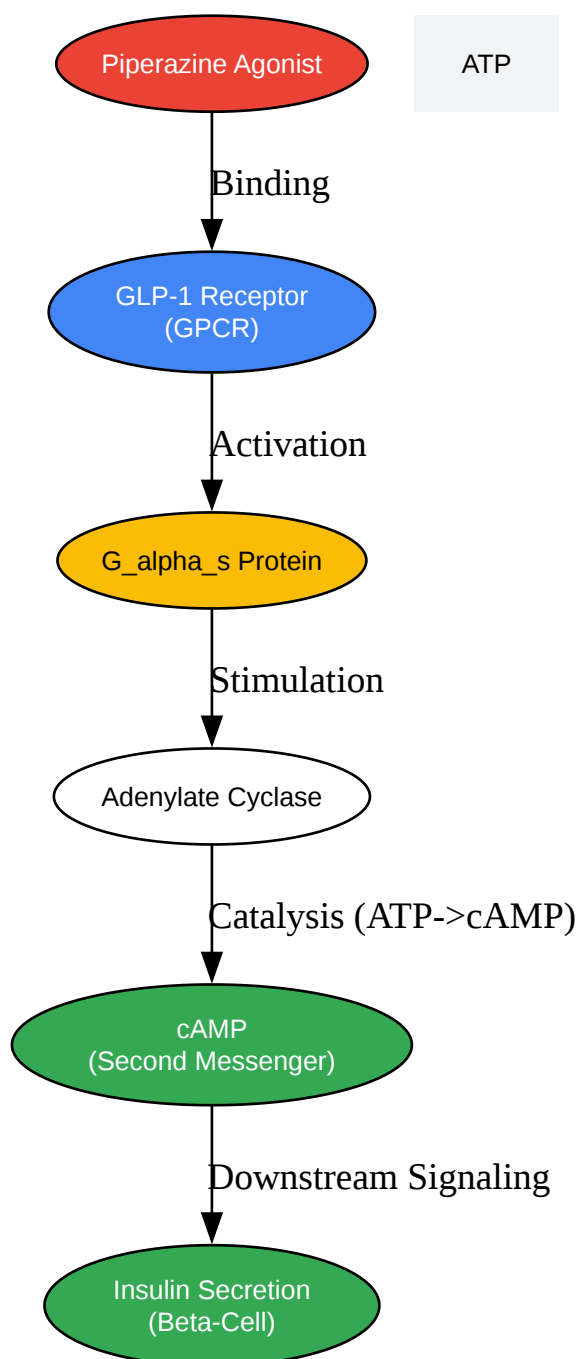 Piperazine Agonist
ATP
Binding
GLP-1 Receptor
(GPCR)
Activation
G_alpha_s Protein
Stimulation
Adenylate Cyclase
Catalysis (ATP->cAMP)
cAMP
(Second Messenger)
Downstream Signaling
Insulin Secretion
(Beta-Cell)